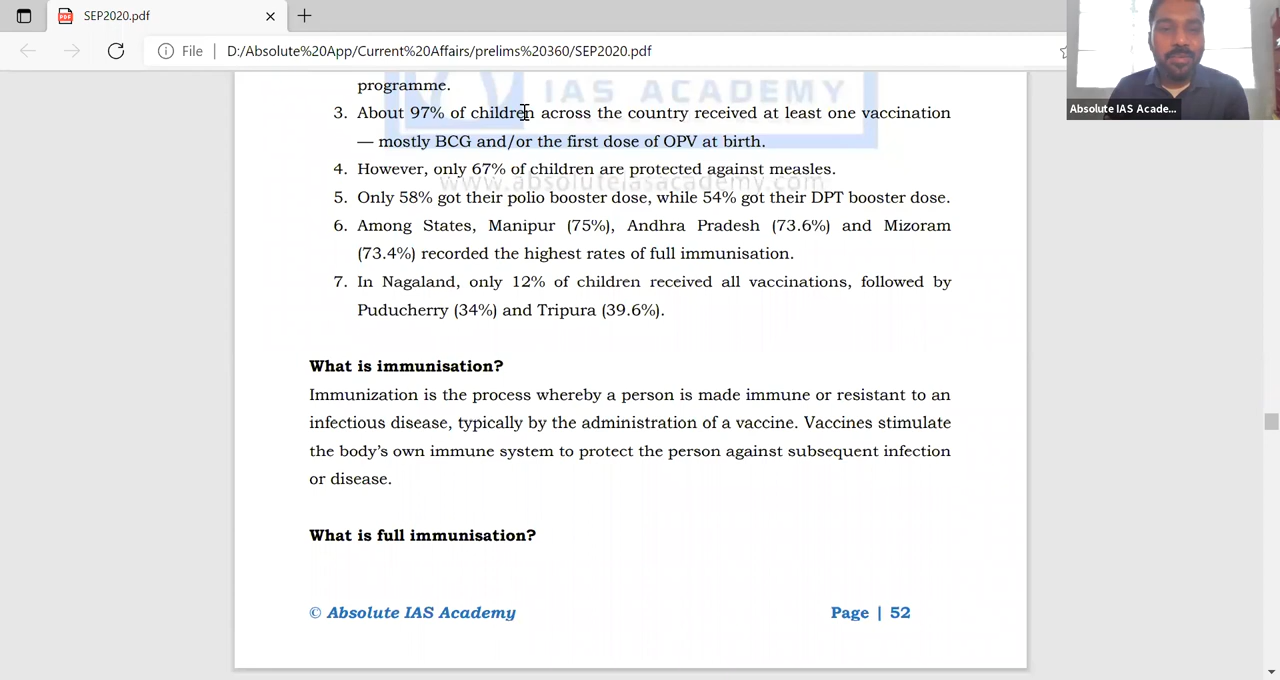 SEP2020.pdf
File
D:/Absolute%20App/Current%20Affairs/prelims%20360/SEP2020.pdf
Absolute IAS Acade...
IAS ACADEMY
programme.
3. About 97% of children across the country received at least one vaccination
— mostly BCG and/or the first dose of OPV at birth.
4. However, only 67% of children are protected against measles.
www.absoluteiasacademy.com
5. Only 58% got their polio booster dose, while 54% got their DPT booster dose.
6. Among States, Manipur (75%), Andhra Pradesh (73.6%) and Mizoram
(73.4%) recorded the highest rates of full immunisation.
7. In Nagaland, only 12% of children received all vaccinations, followed by
Puducherry (34%) and Tripura (39.6%).
What is immunisation?
Immunization is the process whereby a person is made immune or resistant to an
infectious disease, typically by the administration of a vaccine. Vaccines stimulate
the body’s own immune system to protect the person against subsequent infection
or disease.
What is full immunisation?
© Absolute IAS Academy
Page | 52